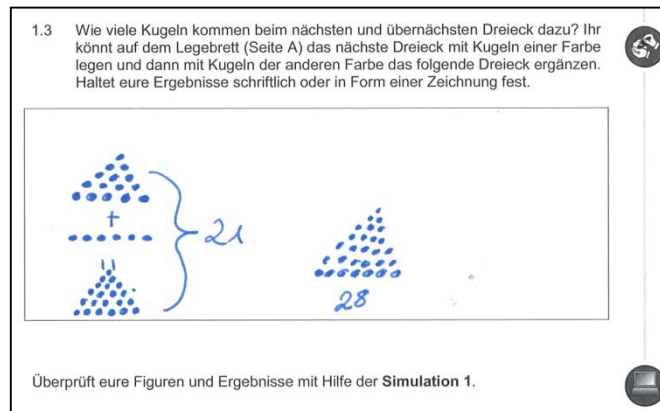 1.3 Wie viele Kugeln kommen beim nächsten und übernächsten Dreieck dazu? Ihr
könnt auf dem Legebrett (Seite A) das nächste Dreieck mit Kugeln einer Farbe
legen und dann mit Kugeln der anderen Farbe das folgende Dreieck ergänzen.
Haltet eure Ergebnisse schriftlich oder in Form einer Zeichnung fest.
+
=
21
28
Überprüft eure Figuren und Ergebnisse mit Hilfe der Simulation 1.